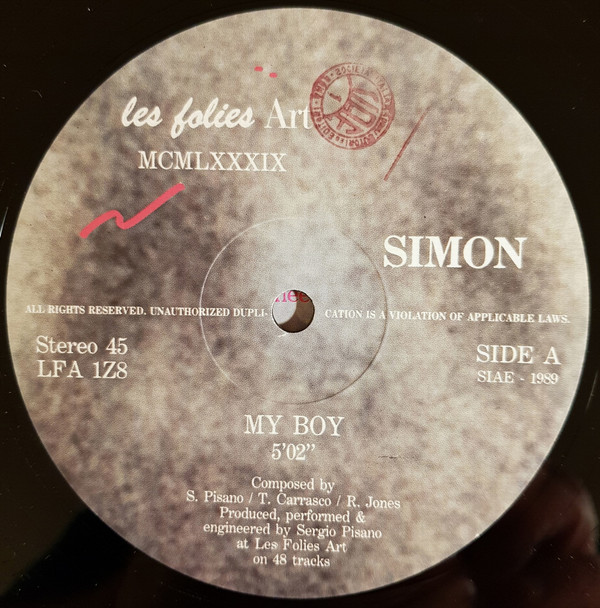 les folies Art
MCMLXXXIX
SIMON
ALL RIGHTS RESERVED. UNAUTHORIZED DUPLI- CATION IS A VIOLATION OF APPLICABLE LAWS.
Stereo 45
LFA 1Z8
SIDE A
SIAE - 1989
MY BOY
5'02"
Composed by
S. Pisano / T. Carrasco / R. Jones
Produced, performed &
engineered by Sergio Pisano
at Les Folies Art
on 48 tracks